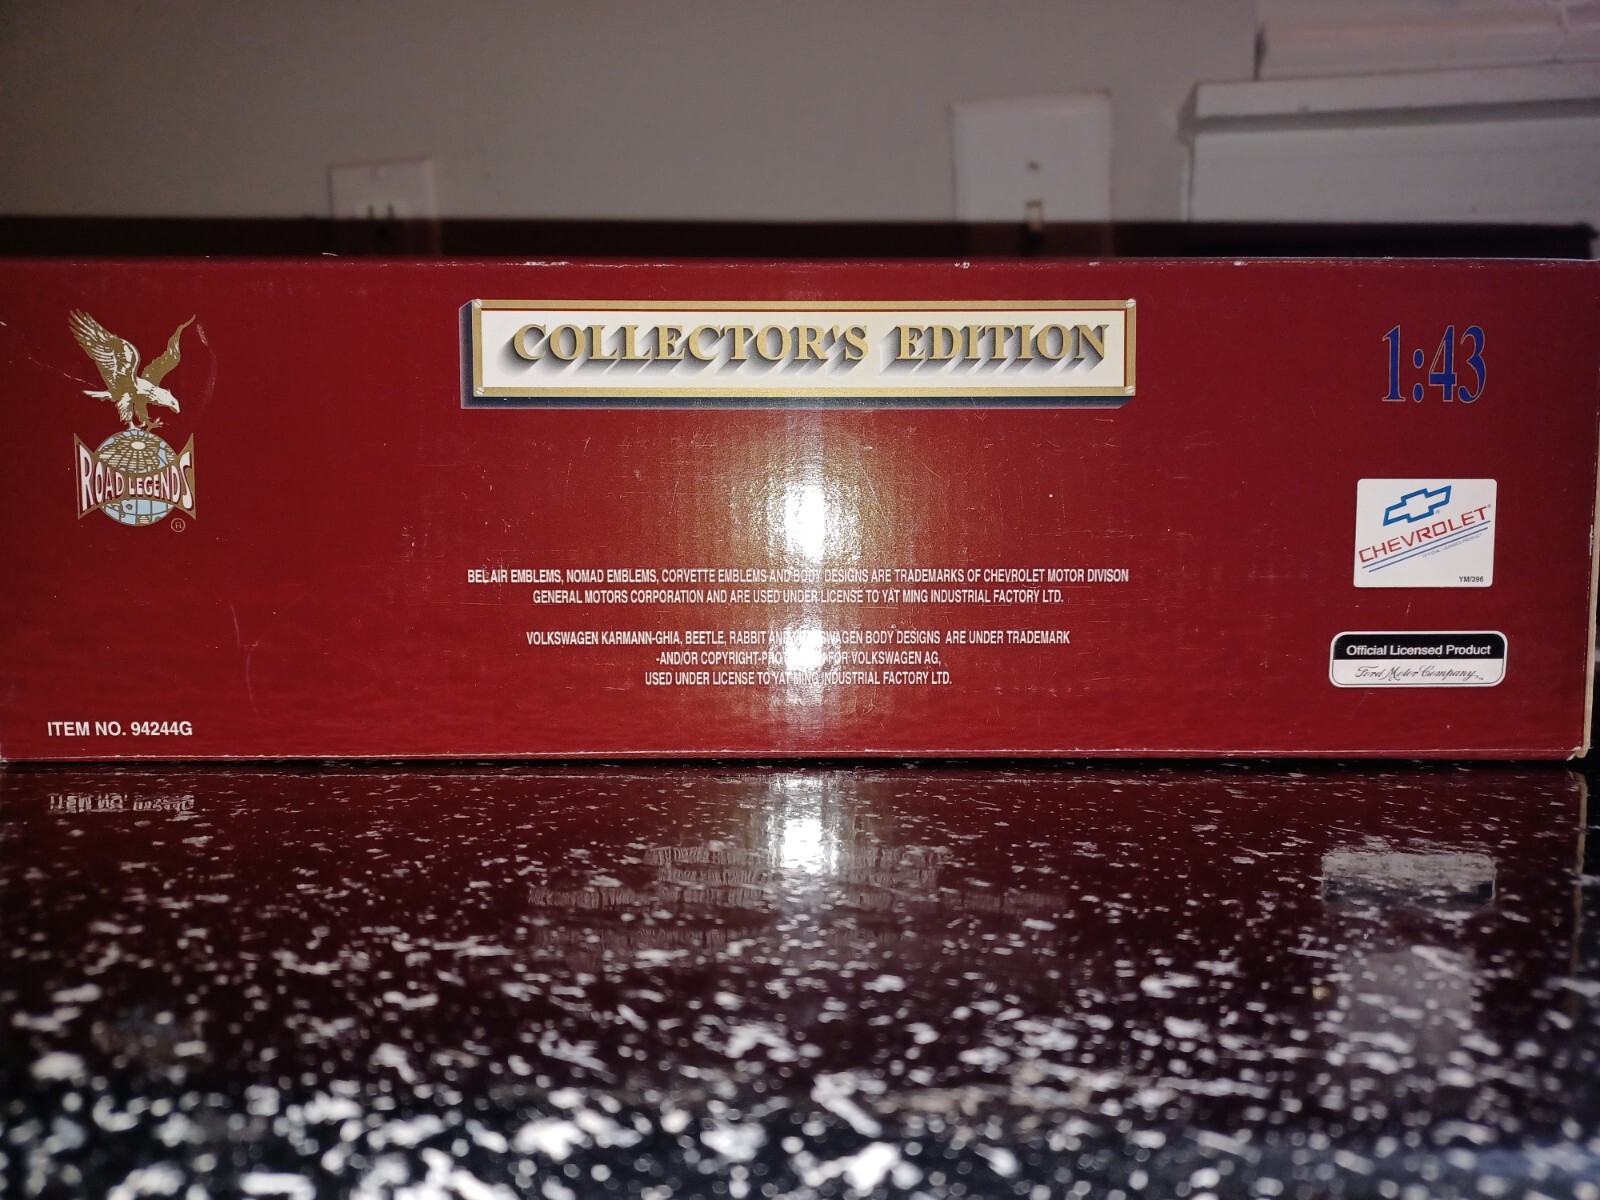 COLLECTOR'S EDITION
1:43
ROAD LEGENDS
®
CHEVROLET
YM/396
BEL AIR EMBLEMS, NOMAD EMBLEMS, CORVETTE EMBLEMS AND BODY DESIGNS ARE TRADEMARKS OF CHEVROLET MOTOR DIVISON
GENERAL MOTORS CORPORATION AND ARE USED UNDER LICENSE TO YAT MING INDUSTRIAL FACTORY LTD.
VOLKSWAGEN KARMANN-GHIA, BEETLE, RABBIT AND VOLKSWAGEN BODY DESIGNS ARE UNDER TRADEMARK
-AND/OR COPYRIGHT- FOR VOLKSWAGEN AG,
USED UNDER LICENSE TO YAT MING INDUSTRIAL FACTORY LTD.
Official Licensed Product
Ford Motor Company
ITEM NO. 94244G